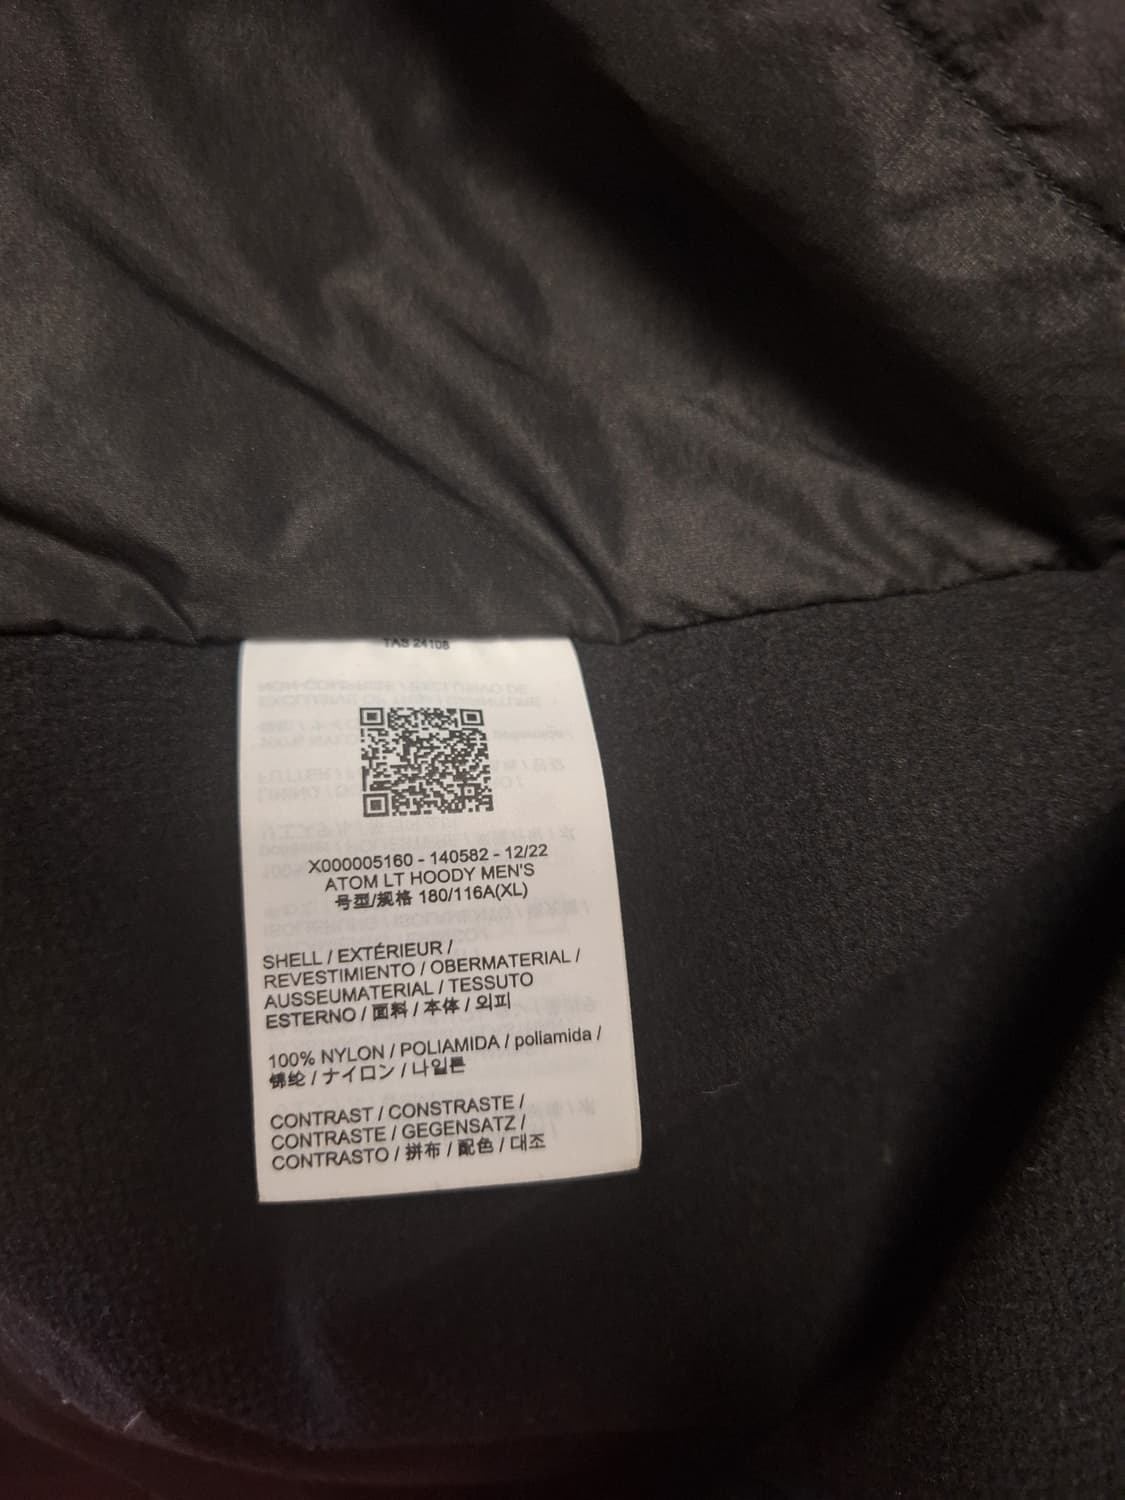 TAS 24108
X000005160 - 140582 - 12/22
ATOM LT HOODY MEN'S
号型/规格 180/116A(XL)
SHELL / EXTÉRIEUR /
REVESTIMIENTO / OBERMATERIAL /
AUSSEUMATERIAL / TESSUTO
ESTERNO / 面料 / 本体 / 외피
100% NYLON / POLIAMIDA / poliamida /
锦纶 / ナイロン / 나일론
CONTRAST / CONSTRASTE /
CONTRASTE / GEGENSATZ /
CONTRASTO / 拼布 / 配色 / 대조